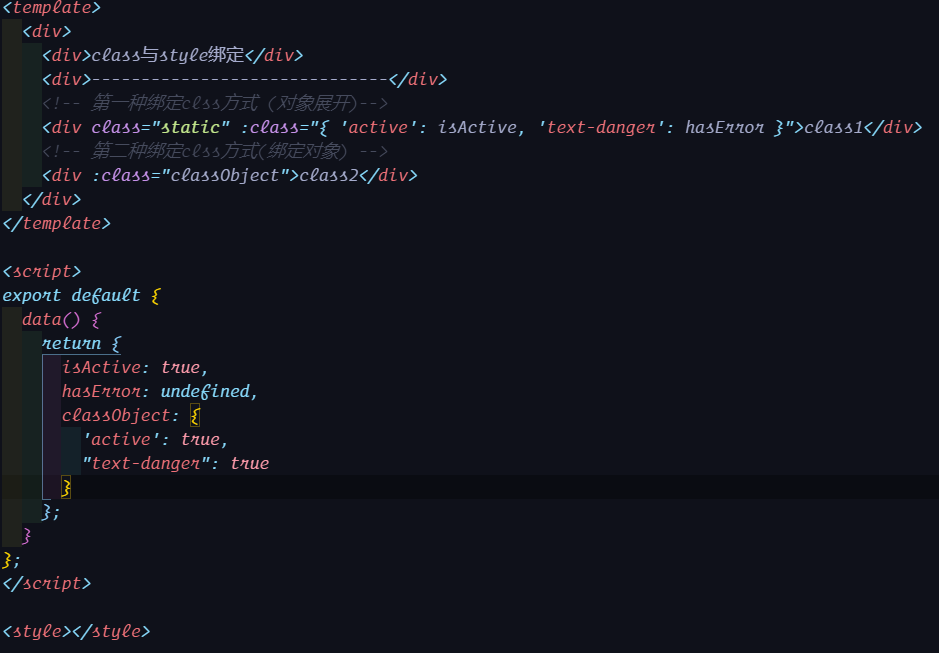 <template>
  <div>
    <div>class与style绑定</div>
    <div>------------------------------</div>
    <!-- 第一种绑定clss方式 (对象展开)-->
    <div class="static" :class="{ 'active': isActive, 'text-danger': hasError }">class1</div>
    <!-- 第二种绑定clss方式(绑定对象) -->
    <div :class="classObject">class2</div>
  </div>
</template>

<script>
export default {
  data() {
    return {
      isActive: true,
      hasError: undefined,
      classObject: {
        'active': true,
        "text-danger": true
      }
    };
  }
};
</script>

<style></style>